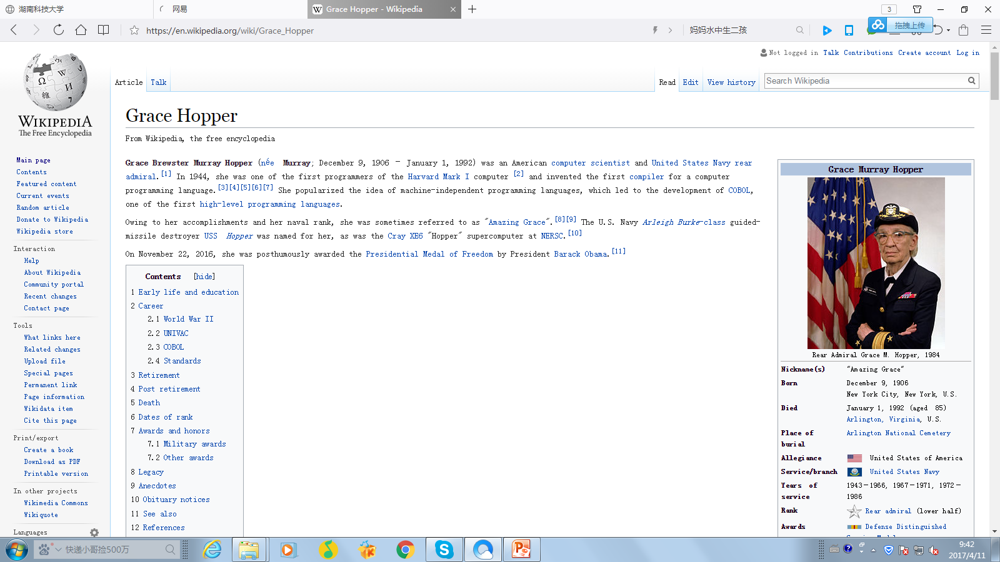 湖南科技大学
网易
Grace Hopper - Wikipedia
3
https://en.wikipedia.org/wiki/Grace_Hopper
妈妈水中生二孩
拖拽上传
Not logged in Talk Contributions Create account Log in
Article Talk
Read Edit View history
Search Wikipedia
WIKIPEDIA
The Free Encyclopedia
Main page
Contents
Featured content
Current events
Random article
Donate to Wikipedia
Wikipedia store
Interaction
Help
About Wikipedia
Community portal
Recent changes
Contact page
Tools
What links here
Related changes
Upload file
Special pages
Permanent link
Page information
Wikidata item
Cite this page
Print/export
Create a book
Download as PDF
Printable version
In other projects
Wikimedia Commons
Wikiquote
Languages
Grace Hopper
From Wikipedia, the free encyclopedia
Grace Brewster Murray Hopper (née Murray; December 9, 1906 – January 1, 1992) was an American computer scientist and United States Navy rear
admiral.[1] In 1944, she was one of the first programmers of the Harvard Mark I computer [2] and invented the first compiler for a computer
programming language.[3][4][5][6][7] She popularized the idea of machine-independent programming languages, which led to the development of COBOL,
one of the first high-level programming languages.
Owing to her accomplishments and her naval rank, she was sometimes referred to as "Amazing Grace".[8][9] The U.S. Navy Arleigh Burke-class guided-
missile destroyer USS Hopper was named for her, as was the Cray XE6 "Hopper" supercomputer at NERSC.[10]
On November 22, 2016, she was posthumously awarded the Presidential Medal of Freedom by President Barack Obama.[11]
Contents [hide]
1 Early life and education
2 Career
2.1 World War II
2.2 UNIVAC
2.3 COBOL
2.4 Standards
3 Retirement
4 Post retirement
5 Death
6 Dates of rank
7 Awards and honors
7.1 Military awards
7.2 Other awards
8 Legacy
9 Anecdotes
10 Obituary notices
11 See also
12 References
Grace Murray Hopper
Rear Admiral Grace M. Hopper, 1984
Nickname(s) "Amazing Grace"
Born December 9, 1906
New York City, New York, U.S.
Died January 1, 1992 (aged 85)
Arlington, Virginia, U.S.
Place of Arlington National Cemetery
burial
Allegiance United States of America
Service/branch United States Navy
Years of 1943–1966, 1967–1971, 1972–
service 1986
Rank Rear admiral (lower half)
Awards Defense Distinguished
快递小哥捡500万
9:42
2017/4/11